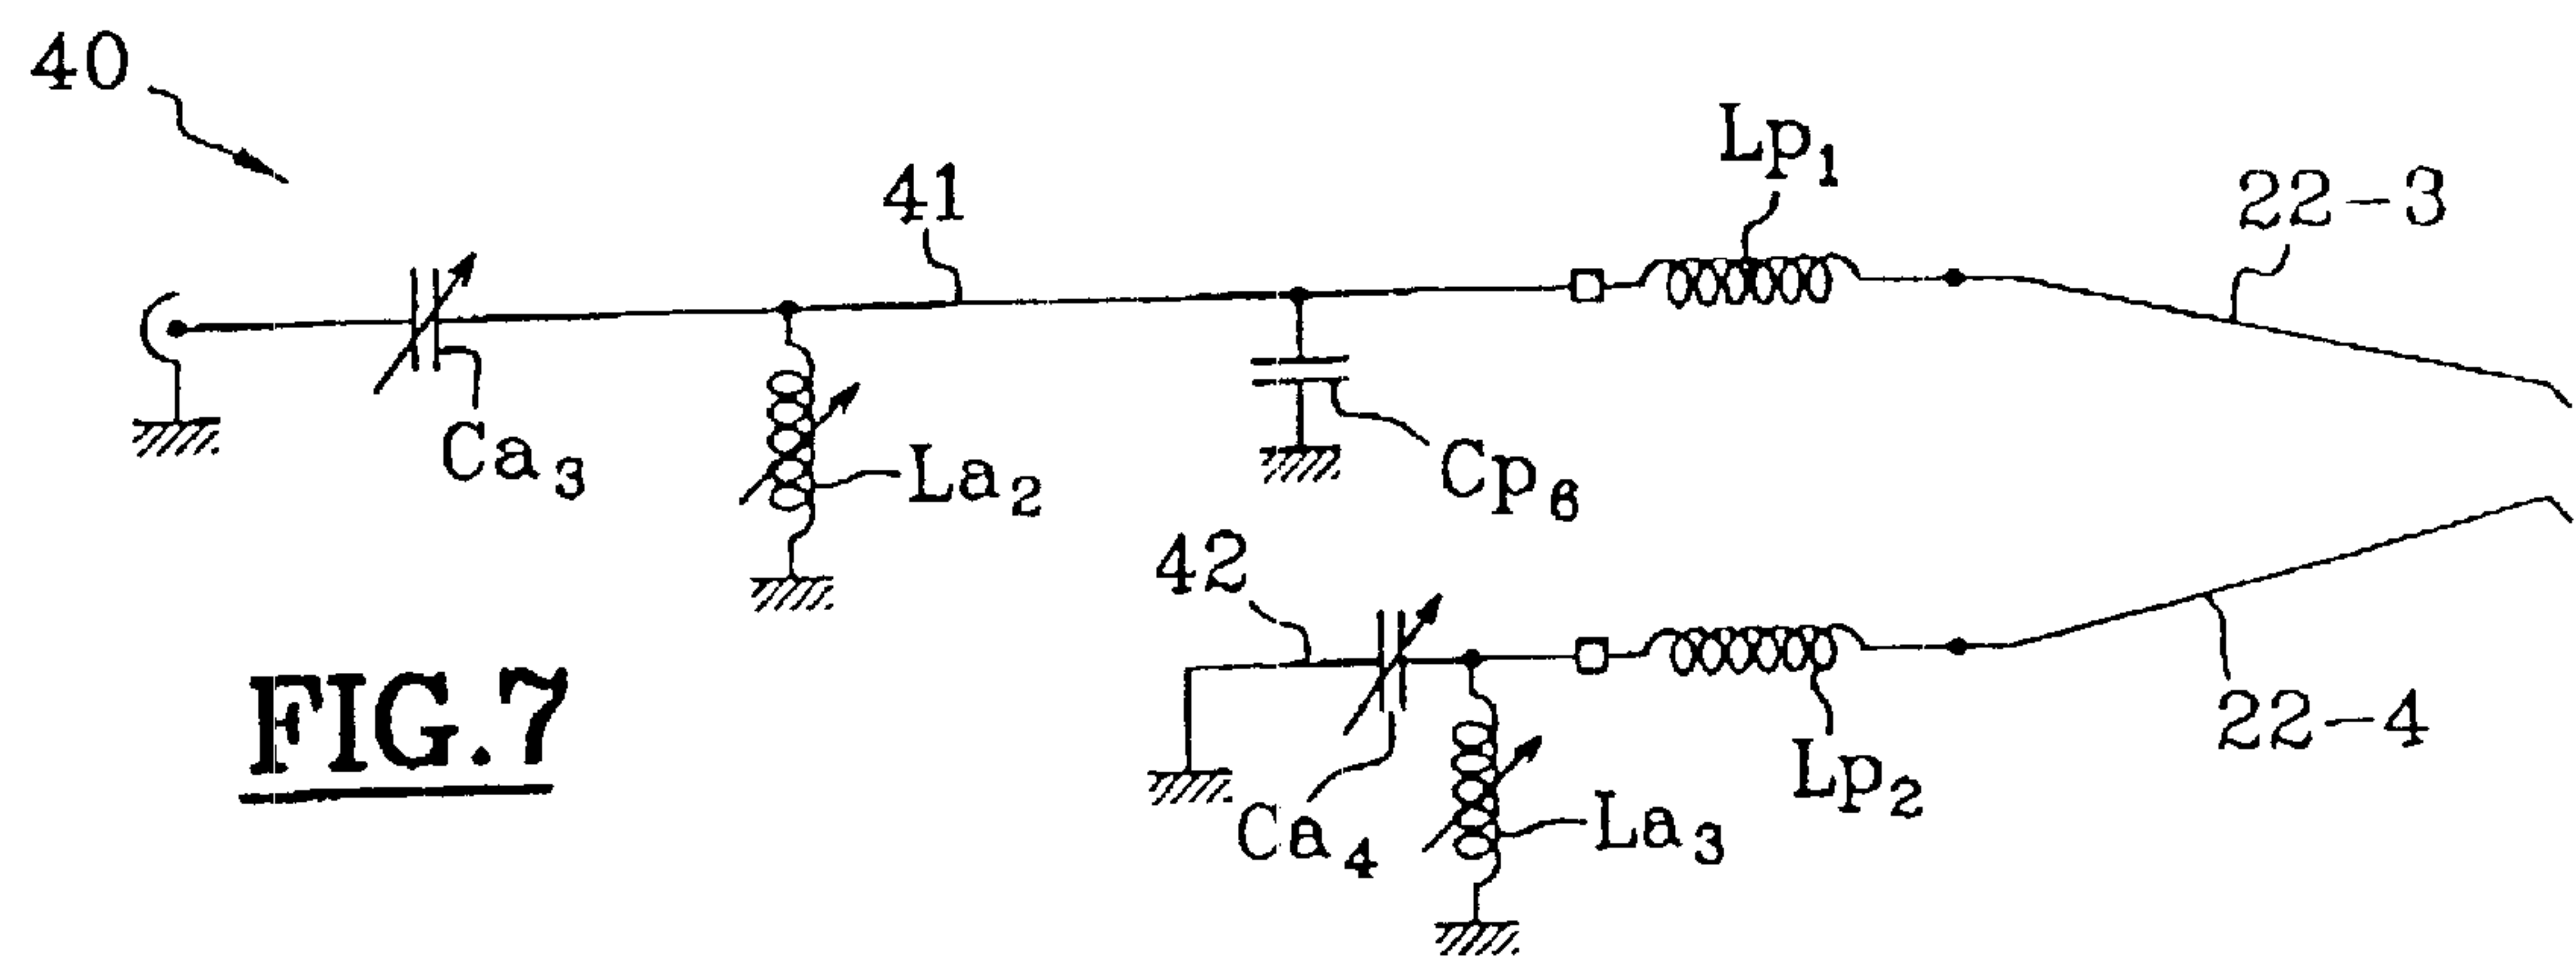 40
Lp₁
41
22-3
Ca₃
La₂
Cp₆
42
FIG.7
Ca₄
La₃
Lp₂
22-4